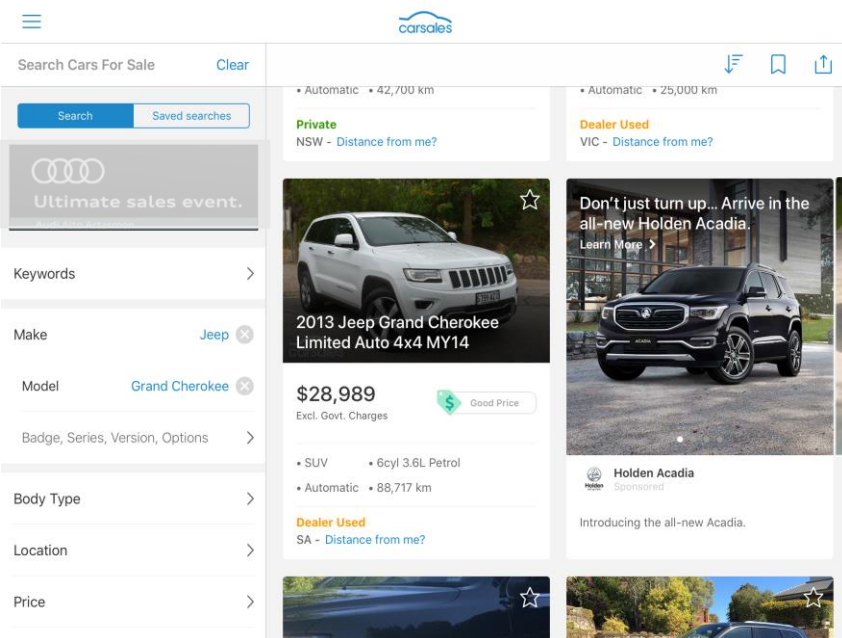 carsales
Search Cars For Sale
Clear
Search
Saved searches
Ultimate sales event.
Keywords
Make
Jeep
Model
Grand Cherokee
Badge, Series, Version, Options
Body Type
Location
Price
• Automatic • 42,700 km
Private
NSW - Distance from me?
• Automatic • 25,000 km
Dealer Used
VIC - Distance from me?
2013 Jeep Grand Cherokee
Limited Auto 4x4 MY14
$28,989
Excl. Govt. Charges
$ Good Price
• SUV • 6cyl 3.6L Petrol
• Automatic • 88,717 km
Dealer Used
SA - Distance from me?
Don't just turn up... Arrive in the
all-new Holden Acadia.
Learn More
ACADIA
Holden
Holden Acadia
Sponsored
Introducing the all-new Acadia.